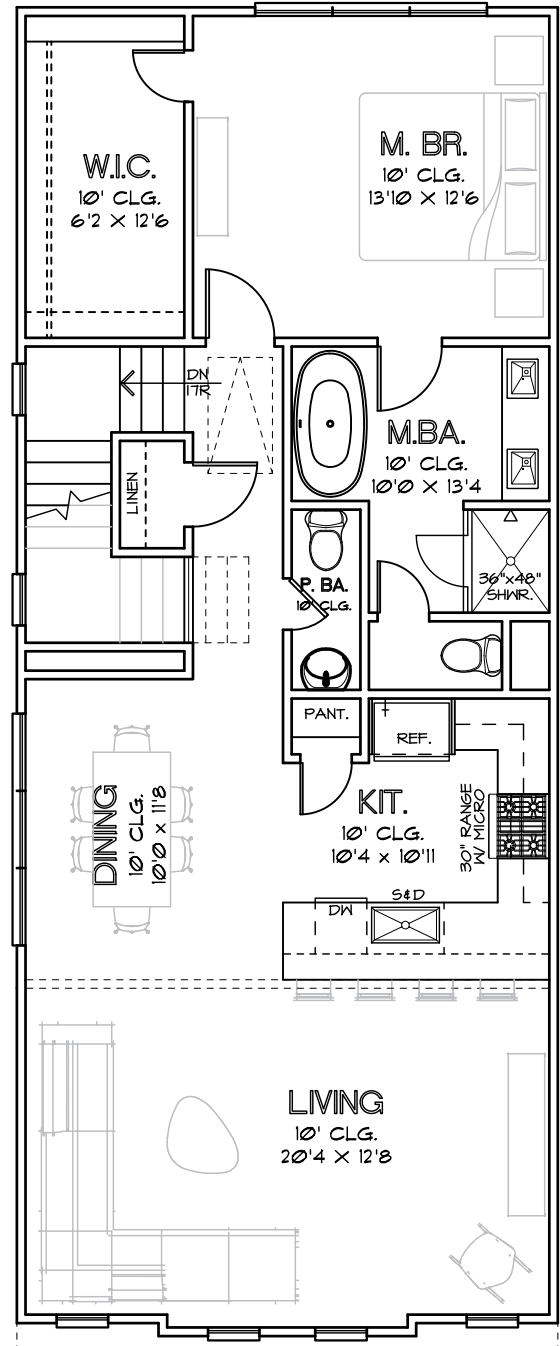 W.I.C.
10' CLG.
6'2 X 12'6
M. BR.
10' CLG.
13'10 X 12'6
DN
17R
LINEN
M.BA.
10' CLG.
10'0 X 13'4
P. BA.
10' CLG.
36"x48"
SHWR.
PANT.
REF.
KIT.
10' CLG.
10'4 x 10'11
30" RANGE
W/ MICRO
DINING
10' CLG.
10'0 x 11'8
S&D
DW
LIVING
10' CLG.
20'4 X 12'8